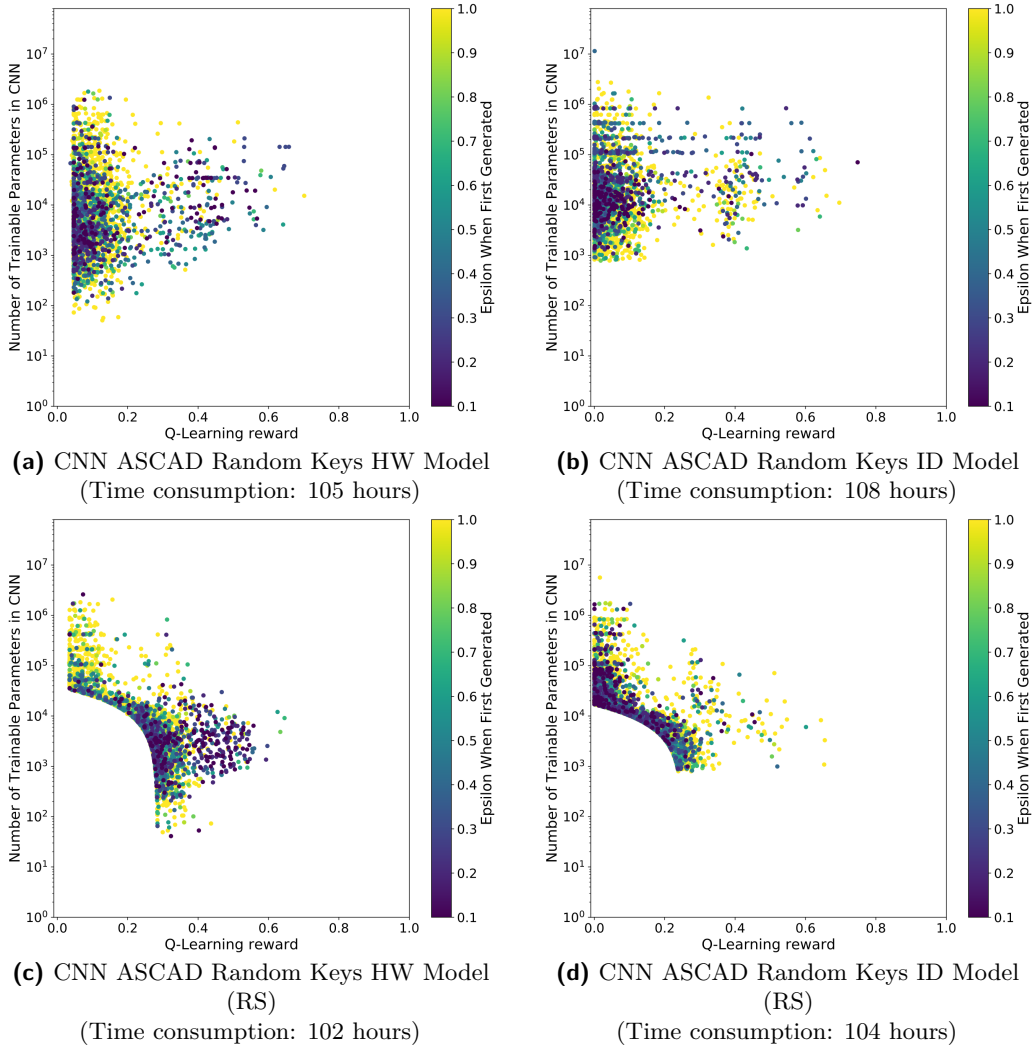 10^7
10^6
10^5
10^4
10^3
10^2
10^1
10^0
Number of Trainable Parameters in CNN
0.0 0.2 0.4 0.6 0.8 1.0
Q-Learning reward
1.0
0.9
0.8
0.7
0.6
0.5
0.4
0.3
0.2
0.1
Epsilon When First Generated
(a) CNN ASCAD Random Keys HW Model
(Time consumption: 105 hours)
10^7
10^6
10^5
10^4
10^3
10^2
10^1
10^0
Number of Trainable Parameters in CNN
0.0 0.2 0.4 0.6 0.8 1.0
Q-Learning reward
1.0
0.9
0.8
0.7
0.6
0.5
0.4
0.3
0.2
0.1
Epsilon When First Generated
(b) CNN ASCAD Random Keys ID Model
(Time consumption: 108 hours)
10^7
10^6
10^5
10^4
10^3
10^2
10^1
10^0
Number of Trainable Parameters in CNN
0.0 0.2 0.4 0.6 0.8 1.0
Q-Learning reward
1.0
0.9
0.8
0.7
0.6
0.5
0.4
0.3
0.2
0.1
Epsilon When First Generated
(c) CNN ASCAD Random Keys HW Model
(RS)
(Time consumption: 102 hours)
10^7
10^6
10^5
10^4
10^3
10^2
10^1
10^0
Number of Trainable Parameters in CNN
0.0 0.2 0.4 0.6 0.8 1.0
Q-Learning reward
1.0
0.9
0.8
0.7
0.6
0.5
0.4
0.3
0.2
0.1
Epsilon When First Generated
(d) CNN ASCAD Random Keys ID Model
(RS)
(Time consumption: 104 hours)